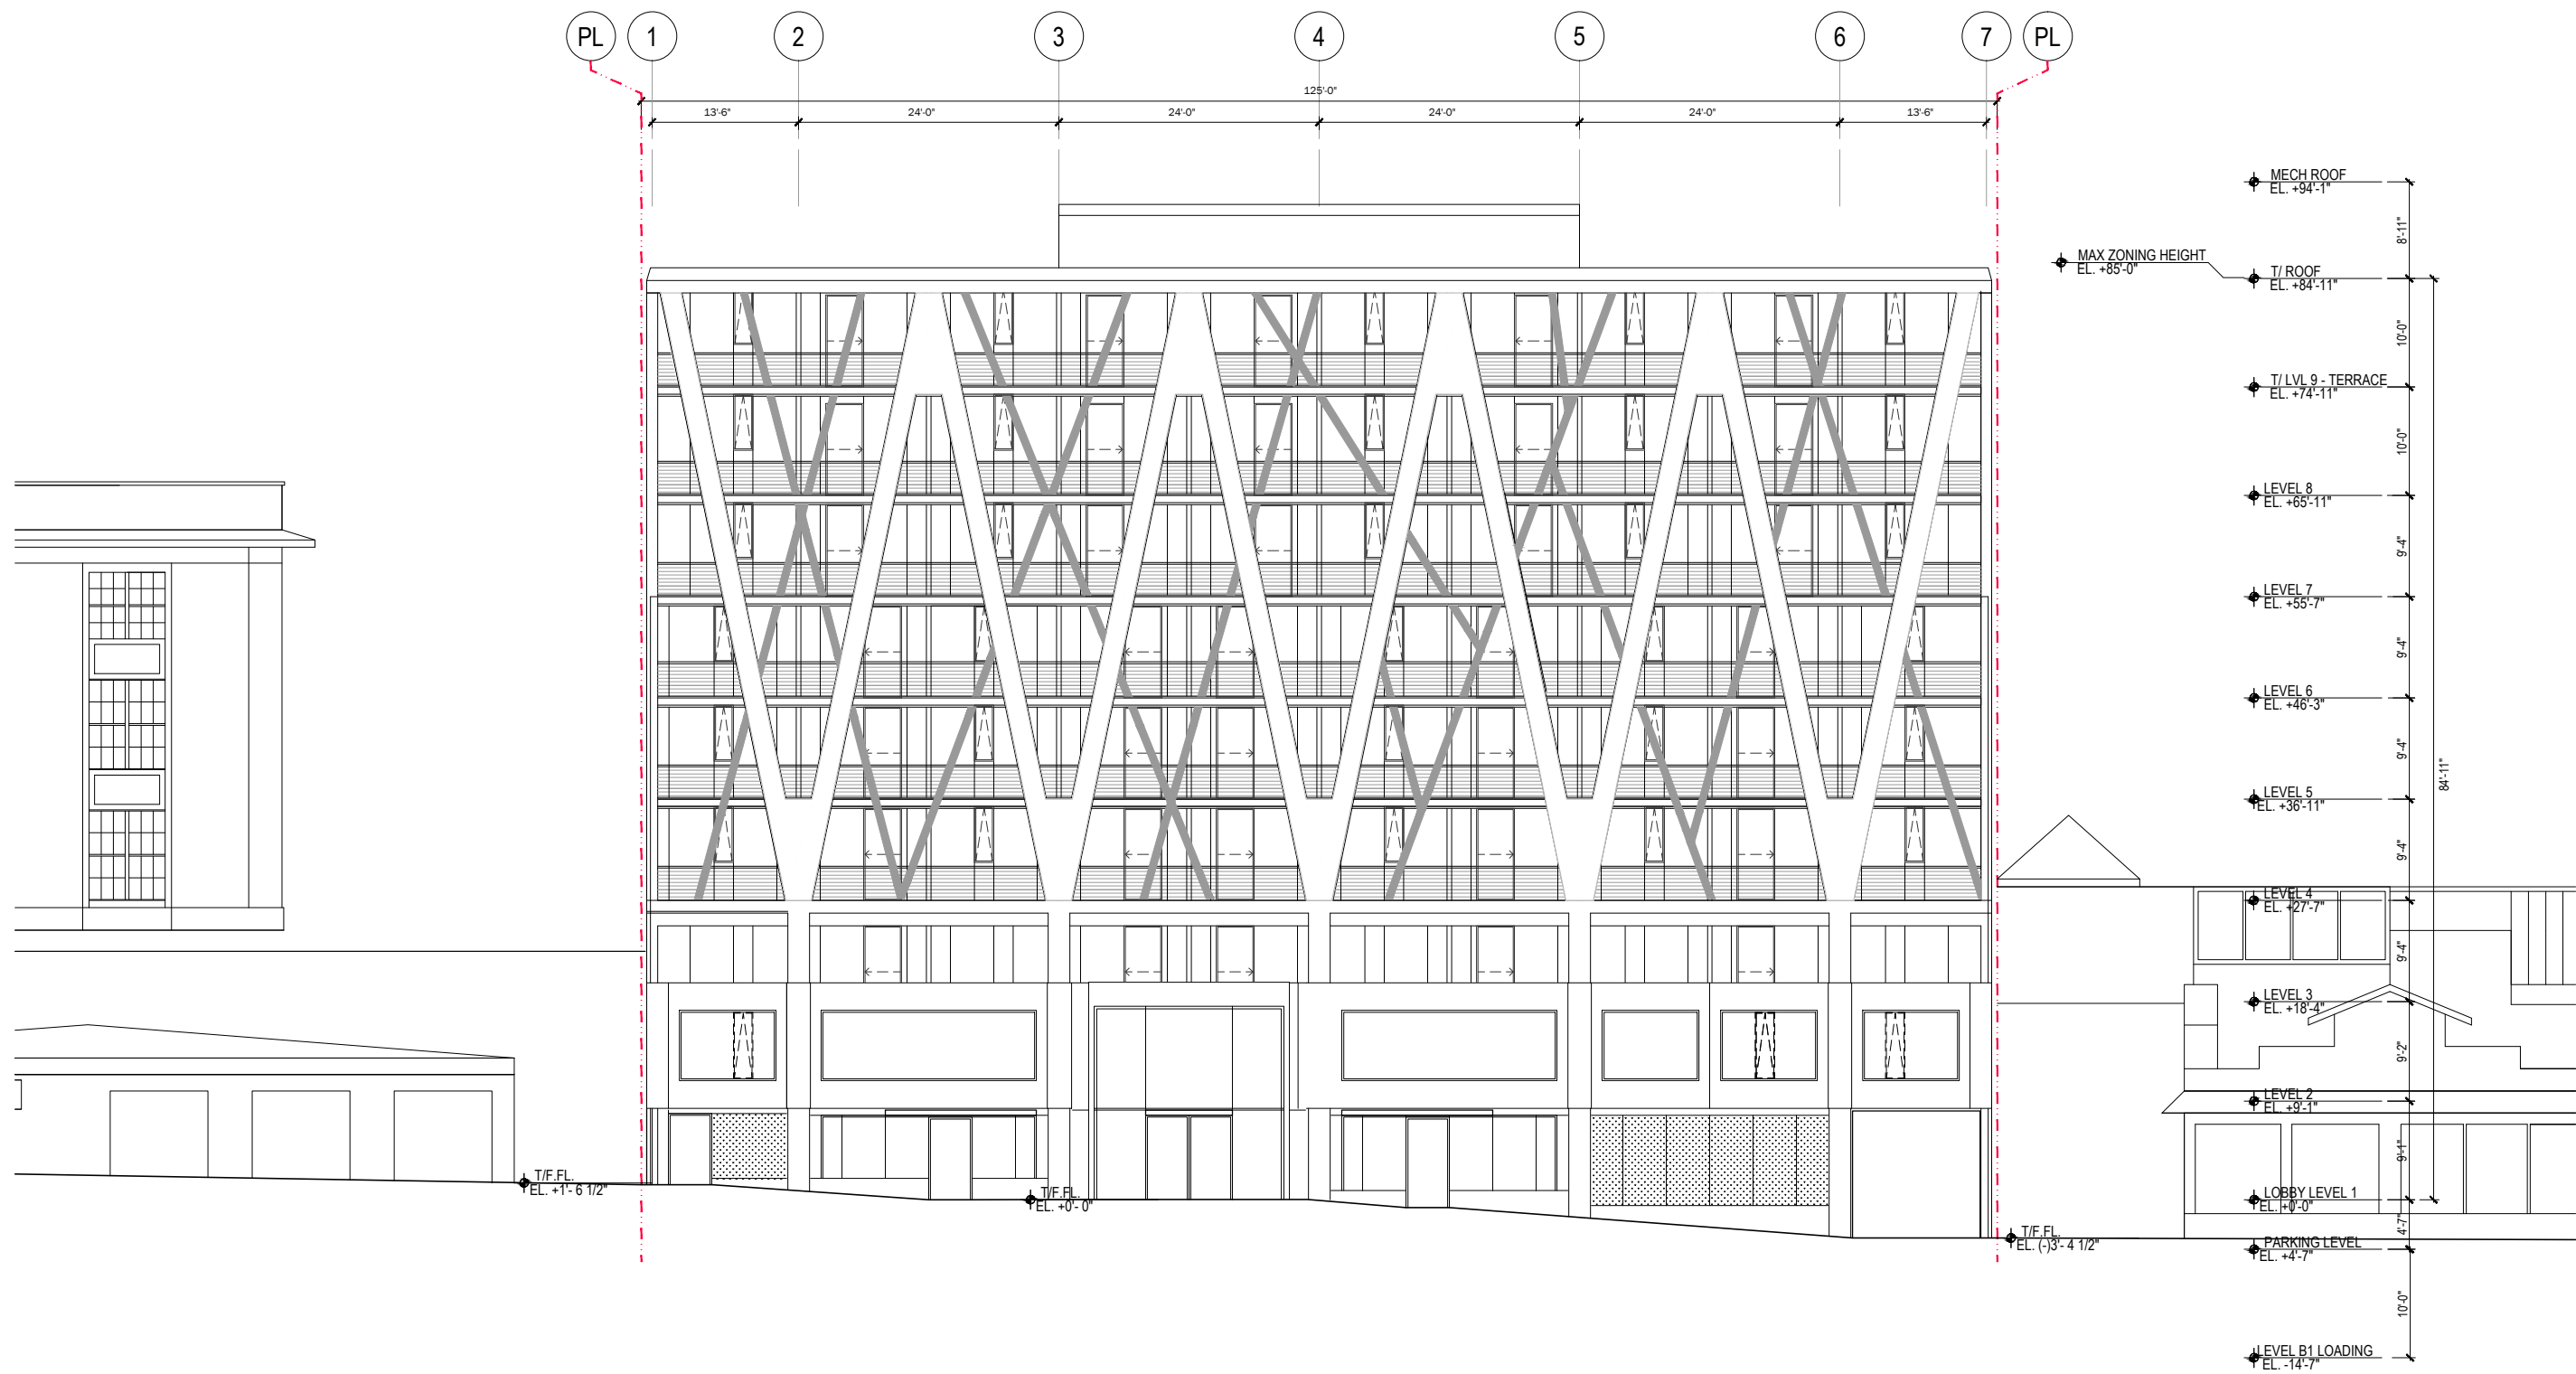 PL 1 2 3 4 5 6 7 PL
125'-0"
13'-6" 24'-0" 24'-0" 24'-0" 24'-0" 13'-6"
MECH ROOF
EL. +94'-1"
8'-11"
MAX ZONING HEIGHT
EL. +85'-0"
T/ ROOF
EL. +84'-11"
10'-0"
T/ LVL 9 - TERRACE
EL. +74'-11"
10'-0"
LEVEL 8
EL. +65'-11"
9'-4"
LEVEL 7
EL. +55'-7"
9'-4"
LEVEL 6
EL. +46'-3"
9'-4"
84'-11"
LEVEL 5
EL. +36'-11"
9'-4"
LEVEL 4
EL. +27'-7"
9'-4"
LEVEL 3
EL. +18'-4"
9'-2"
LEVEL 2
EL. +9'-1"
9'-1"
T/F.FL.
EL. +1'- 6 1/2"
T/F.FL.
EL. +0'- 0"
LOBBY LEVEL 1
EL. +0'-0"
4'-7"
T/F.FL.
EL. (-)3'- 4 1/2"
PARKING LEVEL
EL. +4'-7"
10'-0"
LEVEL B1 LOADING
EL. -14'-7"